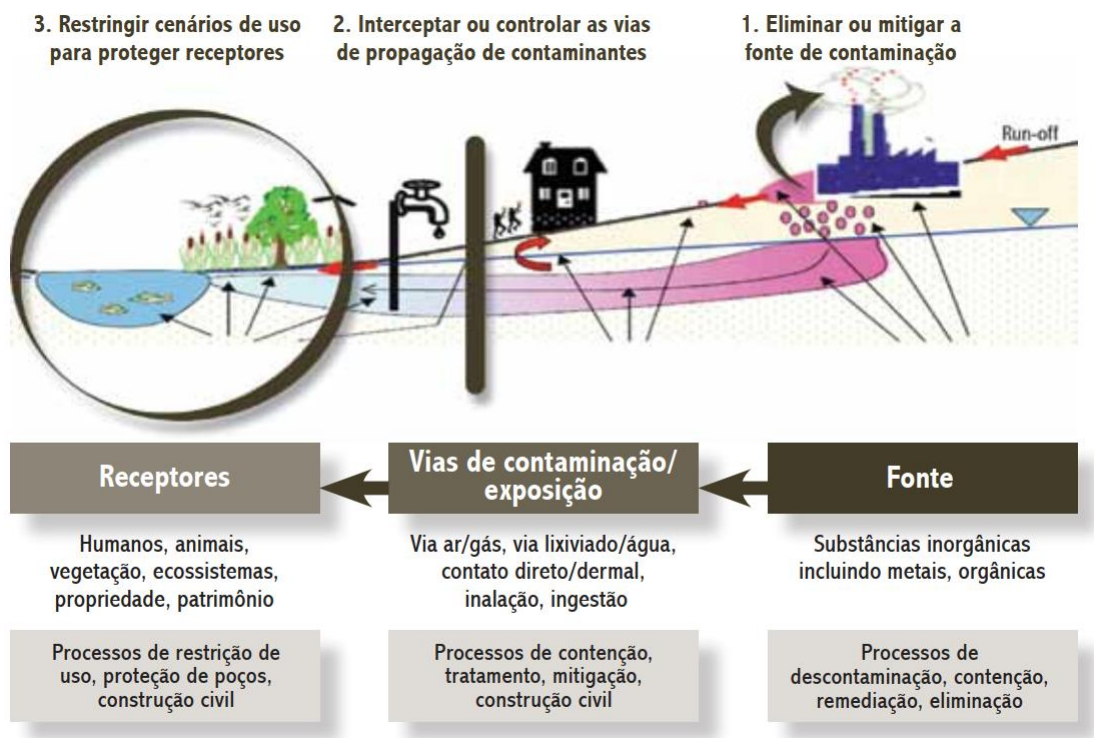 3. Restringir cenários de uso
para proteger receptores
2. Interceptar ou controlar as vias
de propagação de contaminantes
1. Eliminar ou mitigar a
fonte de contaminação
Run-off
Receptores
Vias de contaminação/
exposição
Fonte
Humanos, animais,
vegetação, ecossistemas,
propriedade, patrimônio
Via ar/gás, via lixiviado/água,
contato direto/dermal,
inalação, ingestão
Substâncias inorgânicas
incluindo metais, orgânicas
Processos de restrição de
uso, proteção de poços,
construção civil
Processos de contenção,
tratamento, mitigação,
construção civil
Processos de
descontaminação, contenção,
remediação, eliminação